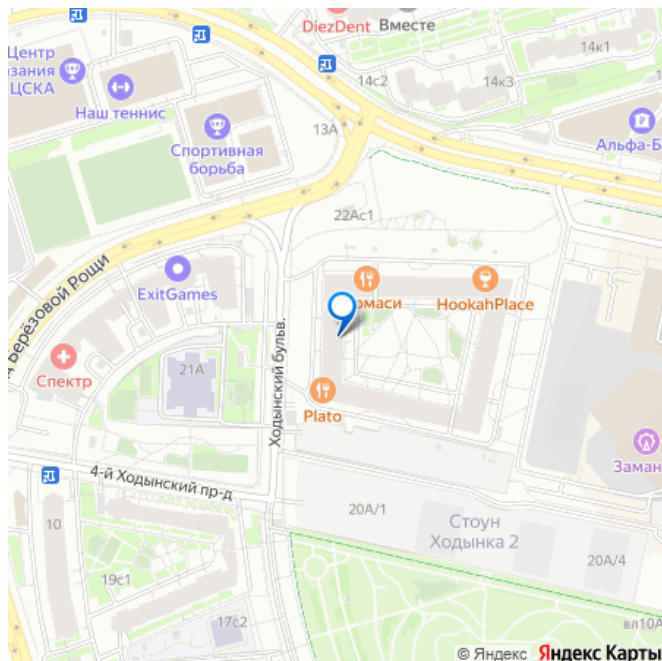 DiezDent
Вместе
14к1
Центр
азания
ЦСКА
Наш теннис
14с2
14к3
13А
Спортивная
борьба
Альфа-Б
22Ас1
д Берёзовой Рощи
ExitGames
омаси
HookahPlace
Спектр
21А
Ходынский бульв.
Plato
4-й Ходынский пр-д
Заман
10
20А/1
Стоун
Ходынка 2
20А/4
19с1
17с2
вл10А
© Яндекс Яндекс Карты